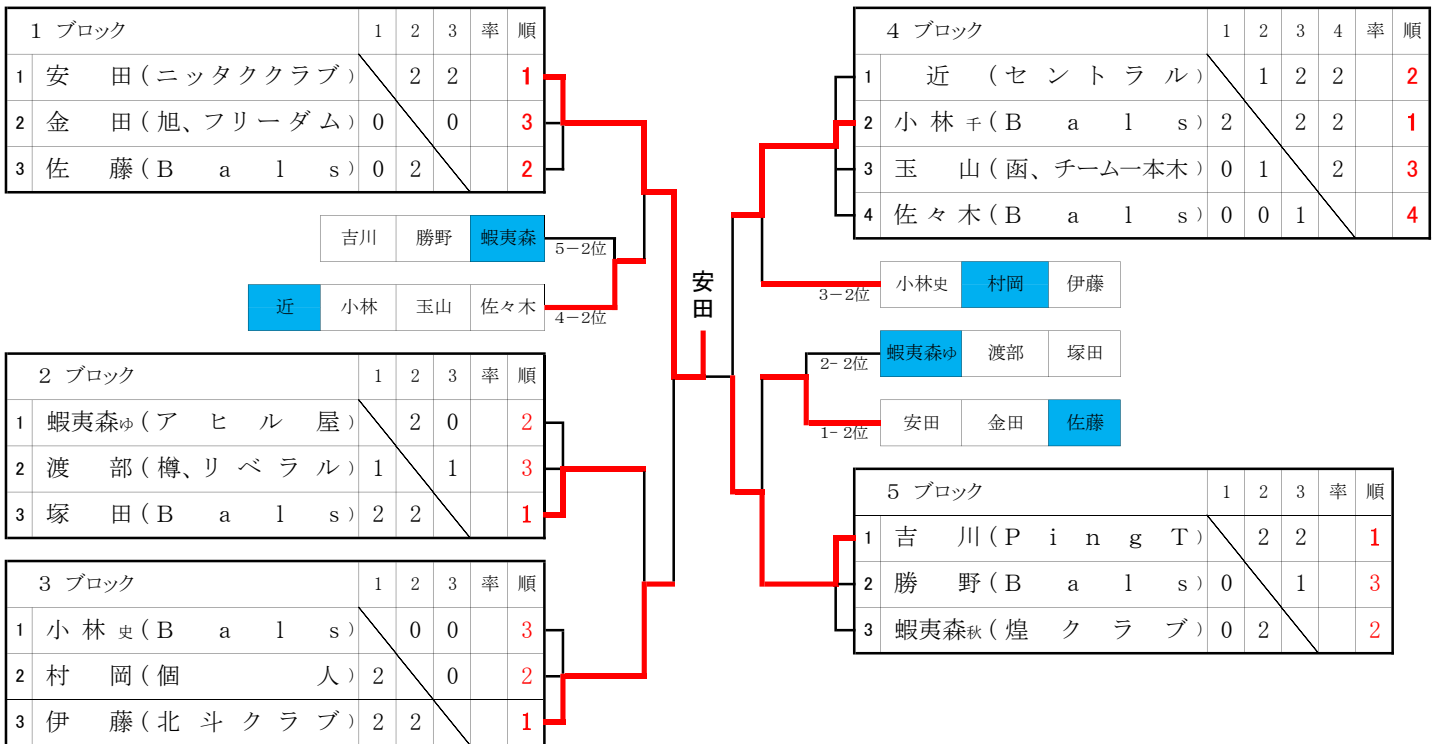 1 ブロック 1 2 3 率 順
1 安 田(ニッタククラブ) 2 2 1
2 金 田(旭、フリーダム) 0 0 3
3 佐 藤(B a l s) 0 2 2
吉川 勝野 蝦夷森 5-2位
近 小林 玉山 佐々木 4-2位
2 ブロック 1 2 3 率 順
1 蝦夷森ゆ(ア ヒ ル 屋) 2 0 2
2 渡 部(樽、リベラル) 1 1 3
3 塚 田(B a l s) 2 2 1
3 ブロック 1 2 3 率 順
1 小 林 史(B a l s) 0 0 3
2 村 岡(個 人) 2 0 2
3 伊 藤(北 斗 ク ラ ブ) 2 2 1
安田
4 ブロック 1 2 3 4 率 順
1 近 (セ ン ト ラ ル) 1 2 2 2
2 小 林 千(B a l s) 2 2 2 1
3 玉 山(函、チーム一本木) 0 1 2 3
4 佐々木(B a l s) 0 0 1 4
3-2位 小林史 村岡 伊藤
2-2位 蝦夷森ゆ 渡部 塚田
1-2位 安田 金田 佐藤
5 ブロック 1 2 3 率 順
1 吉 川(P i n g T) 2 2 1
2 勝 野(B a l s) 0 1 3
3 蝦夷森秋(煌 ク ラ ブ) 0 2 2